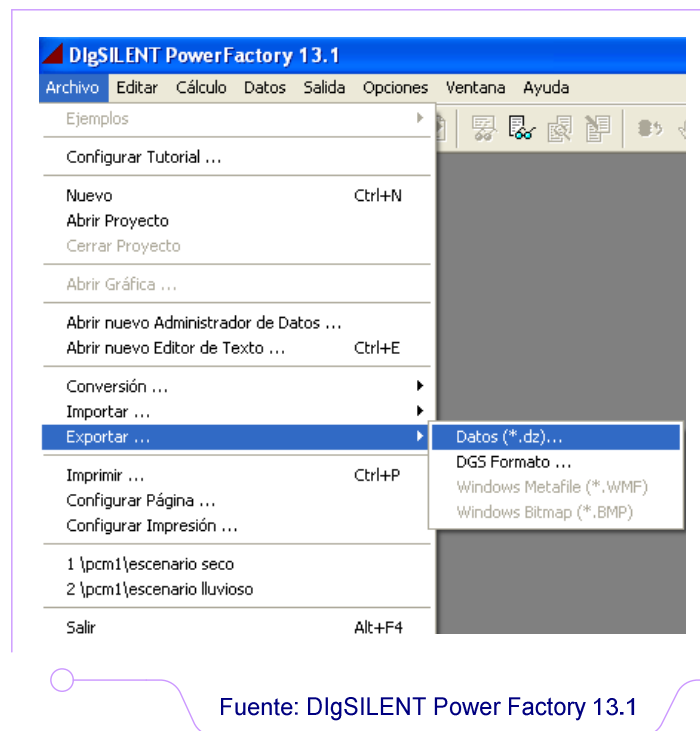 DIgSILENT PowerFactory 13.1
Archivo Editar Cálculo Datos Salida Opciones Ventana Ayuda
Ejemplos
Configurar Tutorial ...
Nuevo Ctrl+N
Abrir Proyecto
Cerrar Proyecto
Abrir Gráfica ...
Abrir nuevo Administrador de Datos ...
Abrir nuevo Editor de Texto ... Ctrl+E
Conversión ...
Importar ...
Exportar ...
Datos (*.dz)...
DGS Formato ...
Windows Metafile (*.WMF)
Windows Bitmap (*.BMP)
Imprimir ... Ctrl+P
Configurar Página ...
Configurar Impresión ...
1 \pcm1\escenario seco
2 \pcm1\escenario lluvioso
Salir Alt+F4
Fuente: DIgSILENT Power Factory 13.1